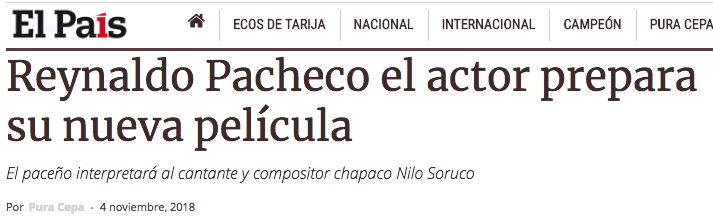 El País ECOS DE TARIJA NACIONAL INTERNACIONAL CAMPEÓN PURA CEPA
Reynaldo Pacheco el actor prepara
su nueva película
El paceño interpretará al cantante y compositor chapaco Nilo Soruco
Por Pura Cepa - 4 noviembre, 2018